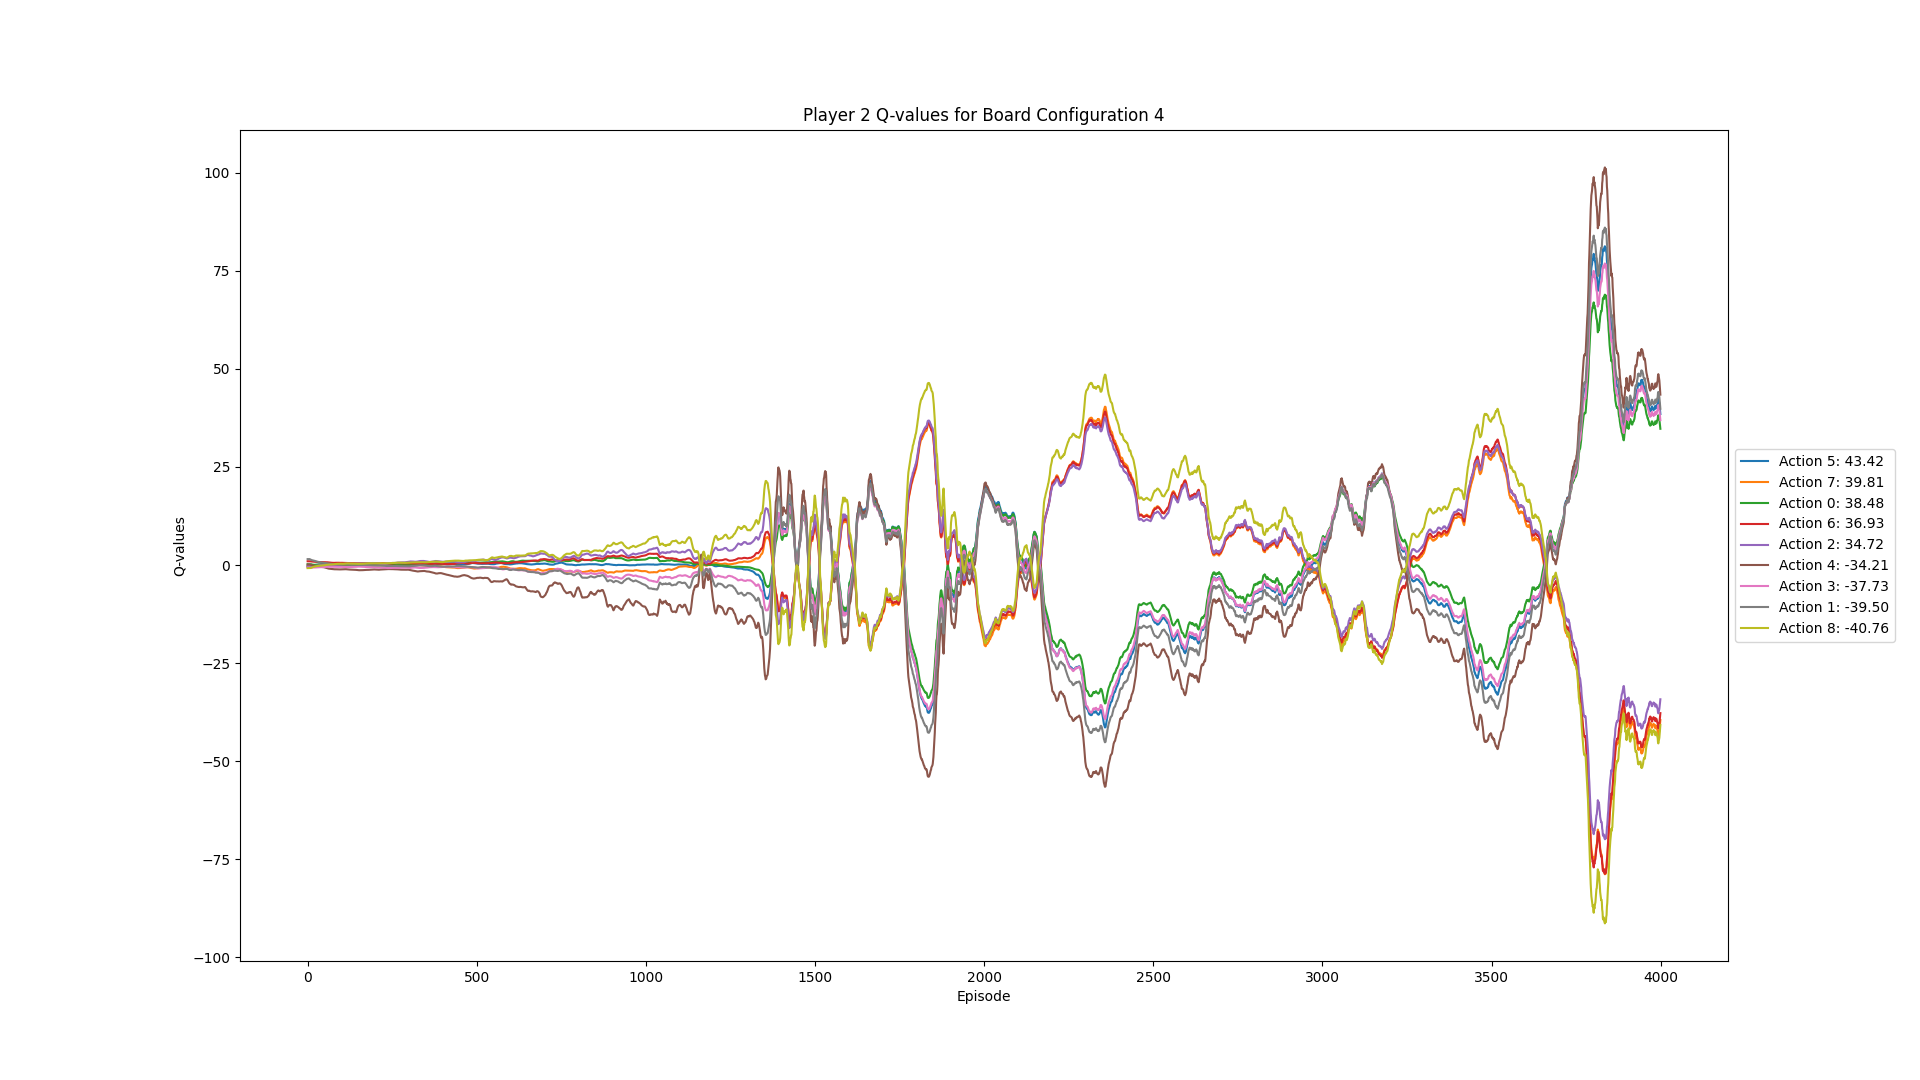 Player 2 Q-values for Board Configuration 4
Q-values
100
75
50
25
0
−25
−50
−75
−100
0
500
1000
1500
2000
2500
3000
3500
4000
Episode
Action 5: 43.42
Action 7: 39.81
Action 0: 38.48
Action 6: 36.93
Action 2: 34.72
Action 4: -34.21
Action 3: -37.73
Action 1: -39.50
Action 8: -40.76